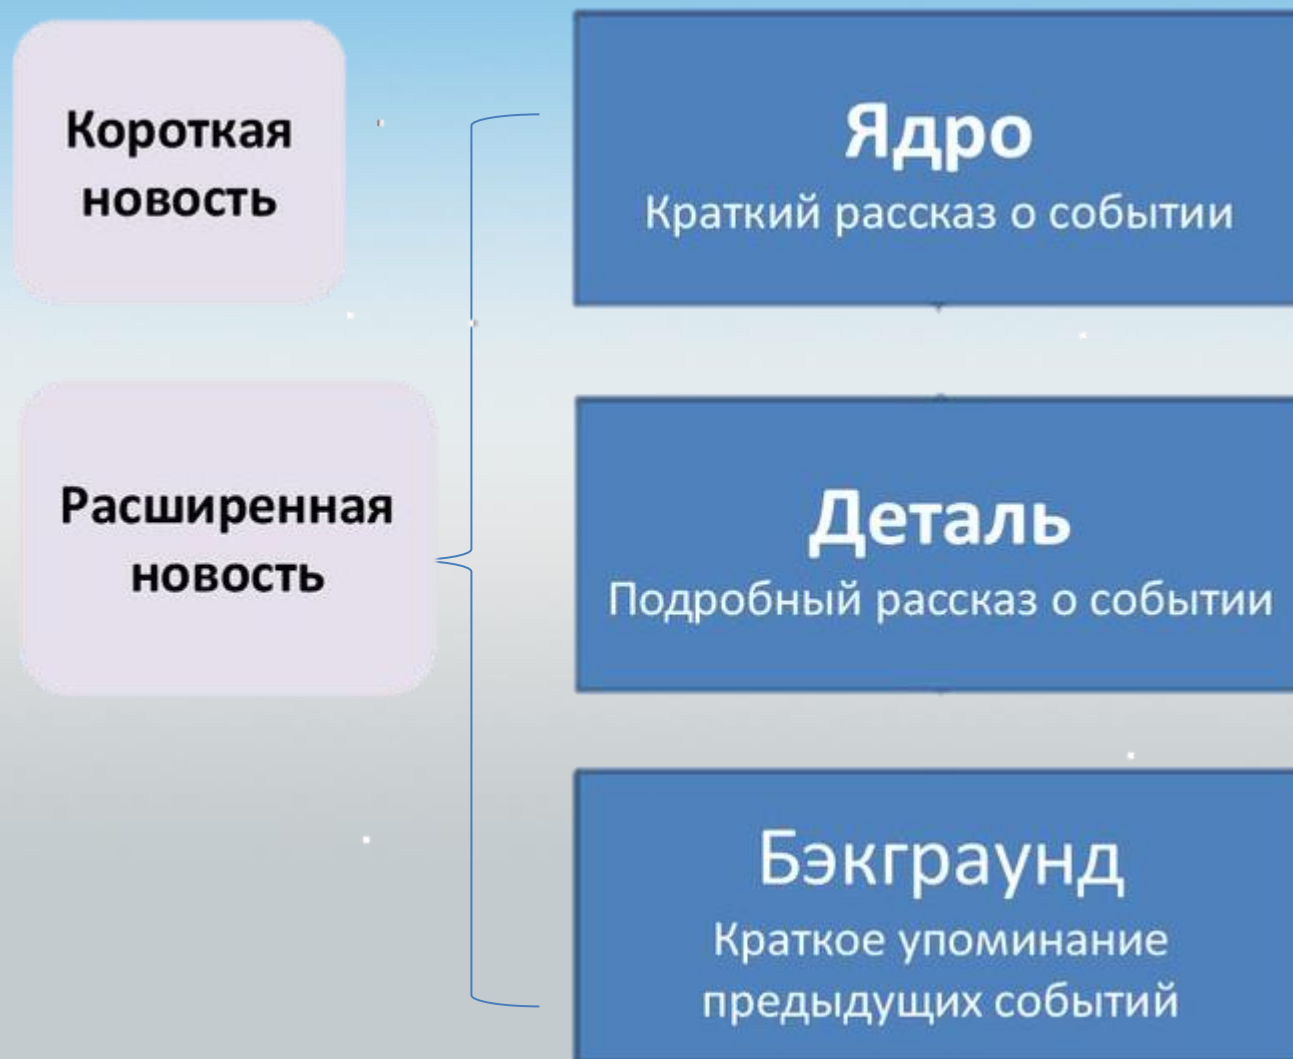 Короткая
новость
Ядро
Краткий рассказ о событии
Расширенная
новость
Деталь
Подробный рассказ о событии
Бэкграунд
Краткое упоминание
предыдущих событий